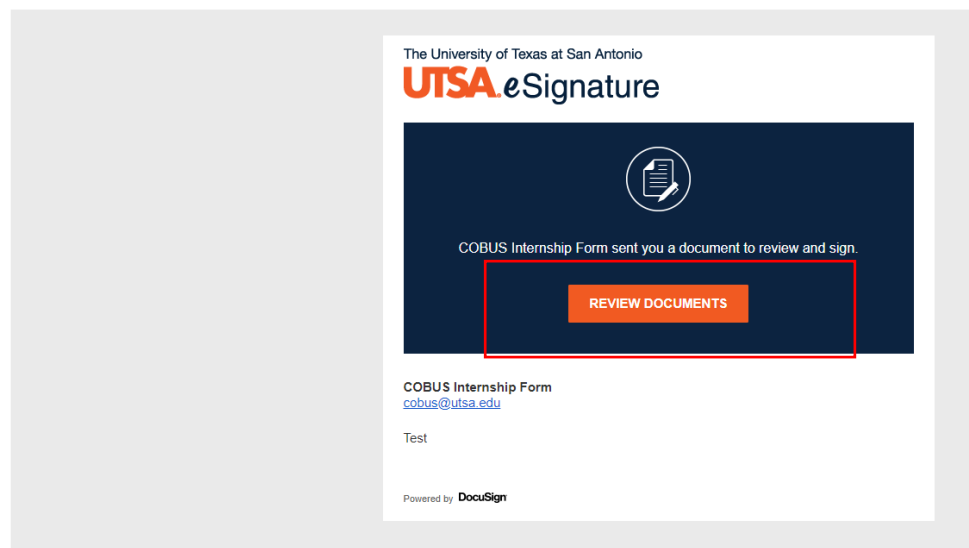 The University of Texas at San Antonio
UTSA. eSignature
COBUS Internship Form sent you a document to review and sign.
REVIEW DOCUMENTS
COBUS Internship Form
cobus@utsa.edu
Test
Powered by DocuSign